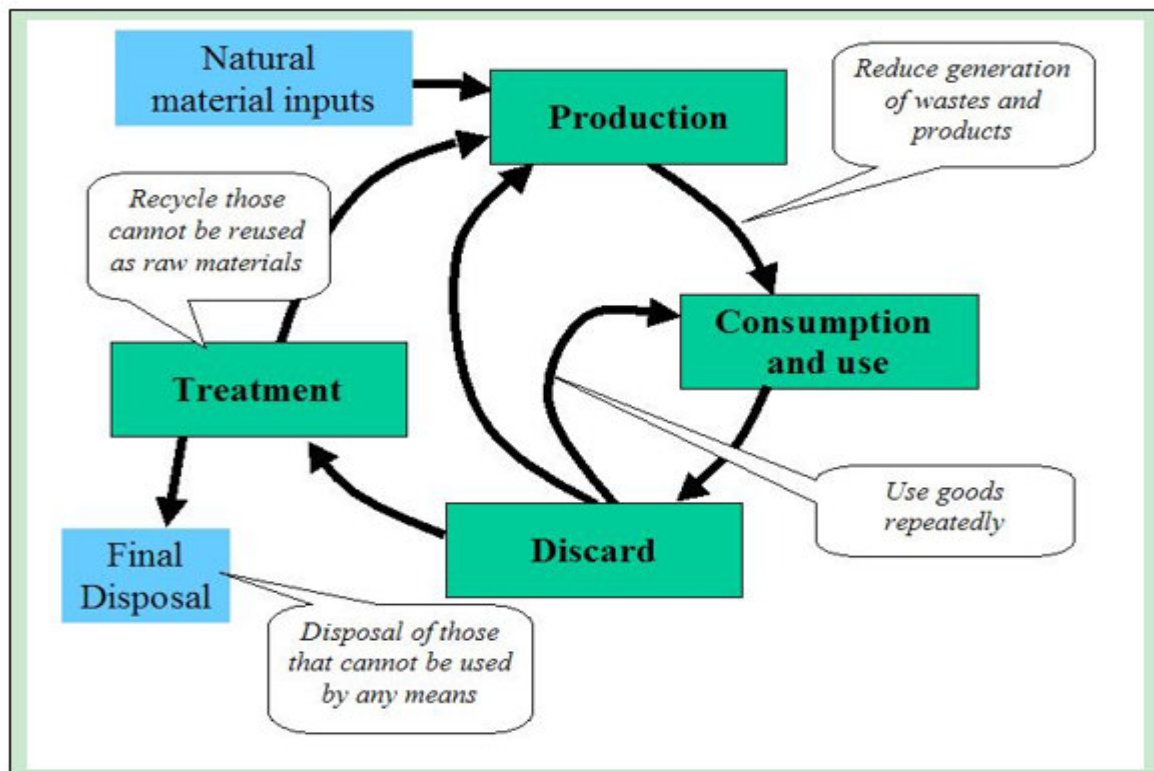 Natural
material inputs
Production
Reduce generation
of wastes and
products
Recycle those
cannot be reused
as raw materials
Consumption
and use
Treatment
Use goods
repeatedly
Discard
Final
Disposal
Disposal of those
that cannot be used
by any means